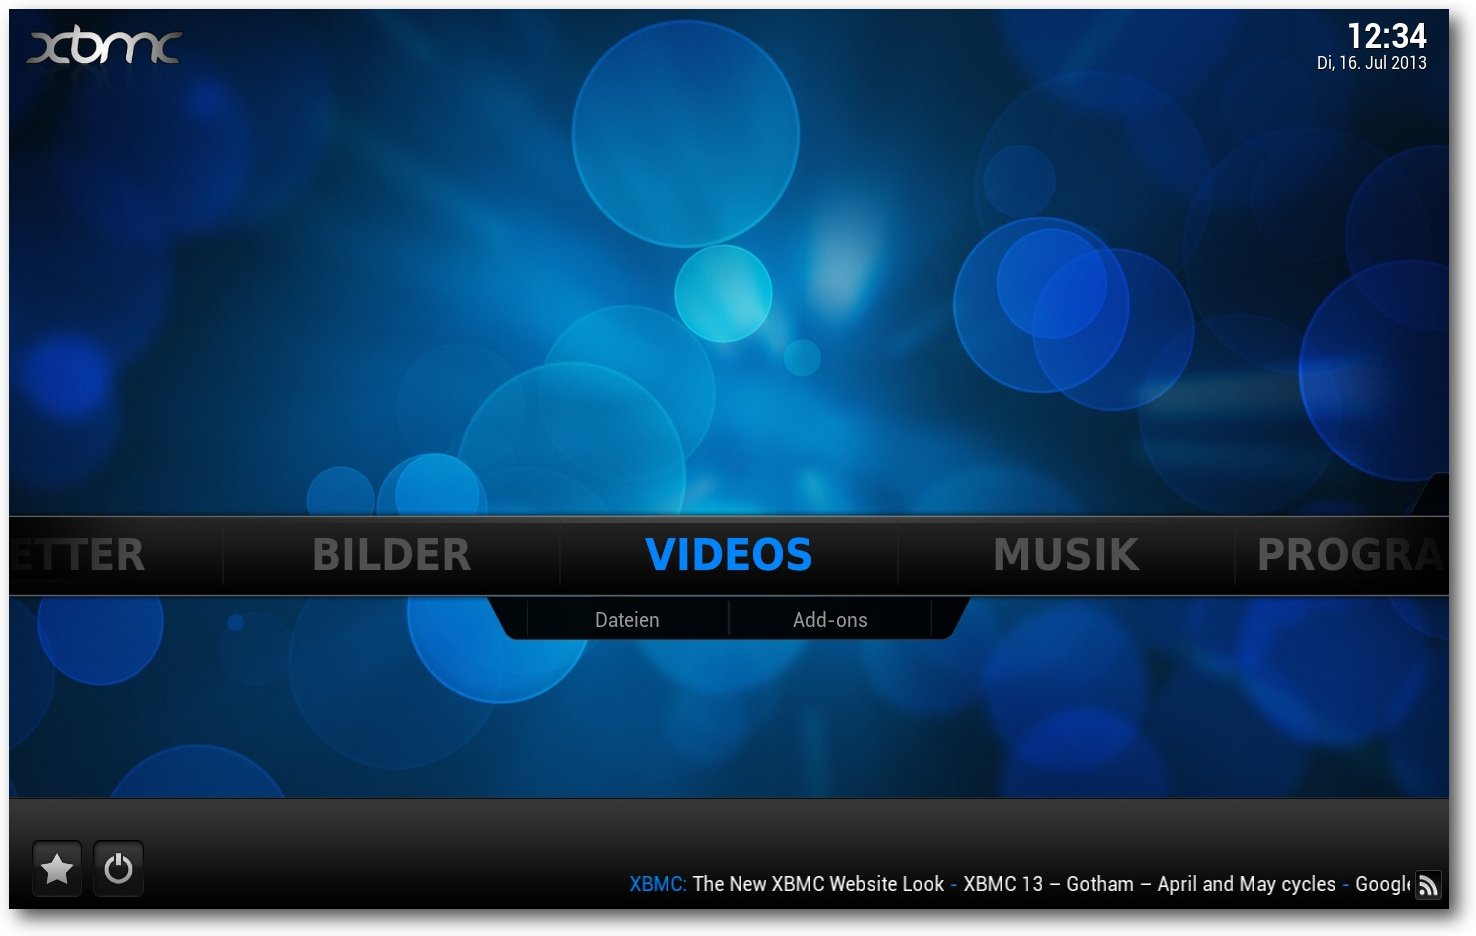 xbmc
12:34
Di, 16. Jul 2013
ETTER BILDER VIDEOS MUSIK PROGRA
Dateien Add-ons
XBMC: The New XBMC Website Look - XBMC 13 – Gotham – April and May cycles - Google